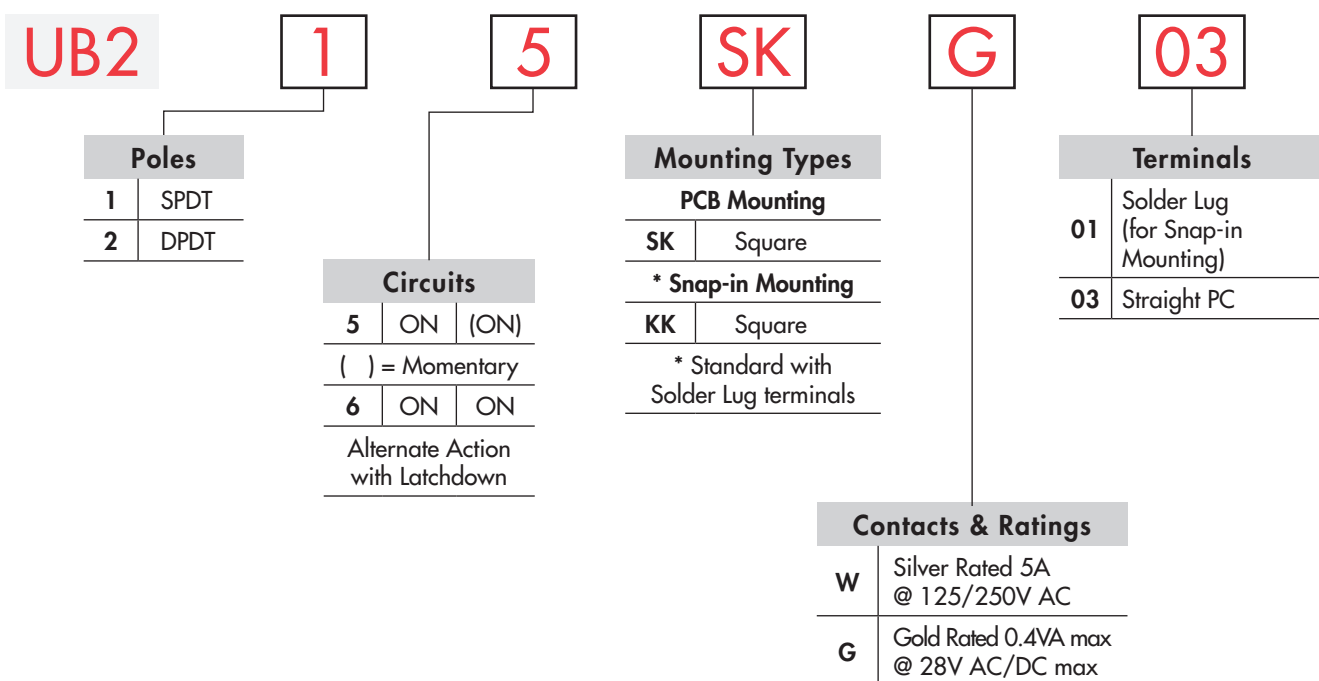 UB2 1 5 SK G 03
Poles
1 SPDT
2 DPDT
Circuits
5 ON (ON)
( ) = Momentary
6 ON ON
Alternate Action
with Latchdown
Mounting Types
PCB Mounting
SK Square
* Snap-in Mounting
KK Square
* Standard with
Solder Lug terminals
Contacts & Ratings
W Silver Rated 5A
@ 125/250V AC
G Gold Rated 0.4VA max
@ 28V AC/DC max
Terminals
01 Solder Lug
(for Snap-in
Mounting)
03 Straight PC